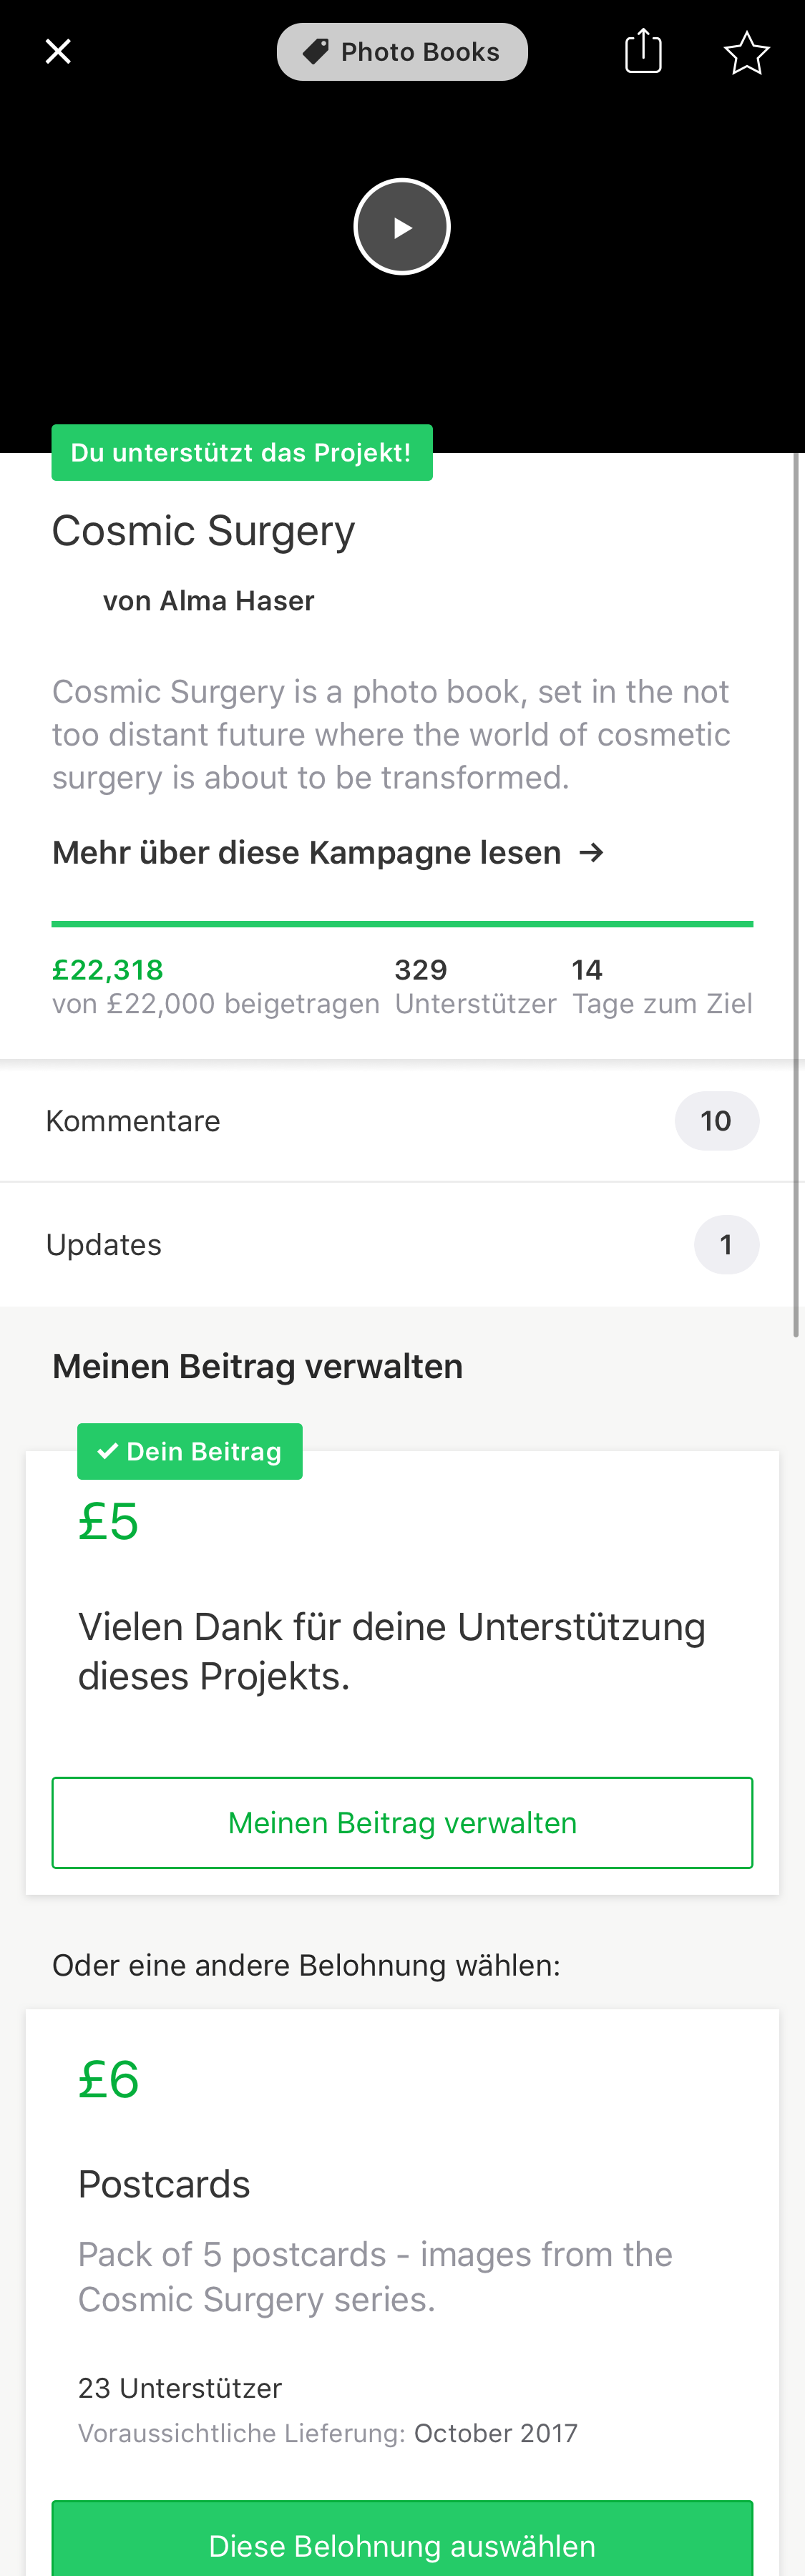 Photo Books
Du unterstützt das Projekt!
Cosmic Surgery
von Alma Haser
Cosmic Surgery is a photo book, set in the not
too distant future where the world of cosmetic
surgery is about to be transformed.
Mehr über diese Kampagne lesen →
£22,318
von £22,000 beigetragen
329
Unterstützer
14
Tage zum Ziel
Kommentare
10
Updates
1
Meinen Beitrag verwalten
✓ Dein Beitrag
£5
Vielen Dank für deine Unterstützung
dieses Projekts.
Meinen Beitrag verwalten
Oder eine andere Belohnung wählen:
£6
Postcards
Pack of 5 postcards - images from the
Cosmic Surgery series.
23 Unterstützer
Voraussichtliche Lieferung: October 2017
Diese Belohnung auswählen